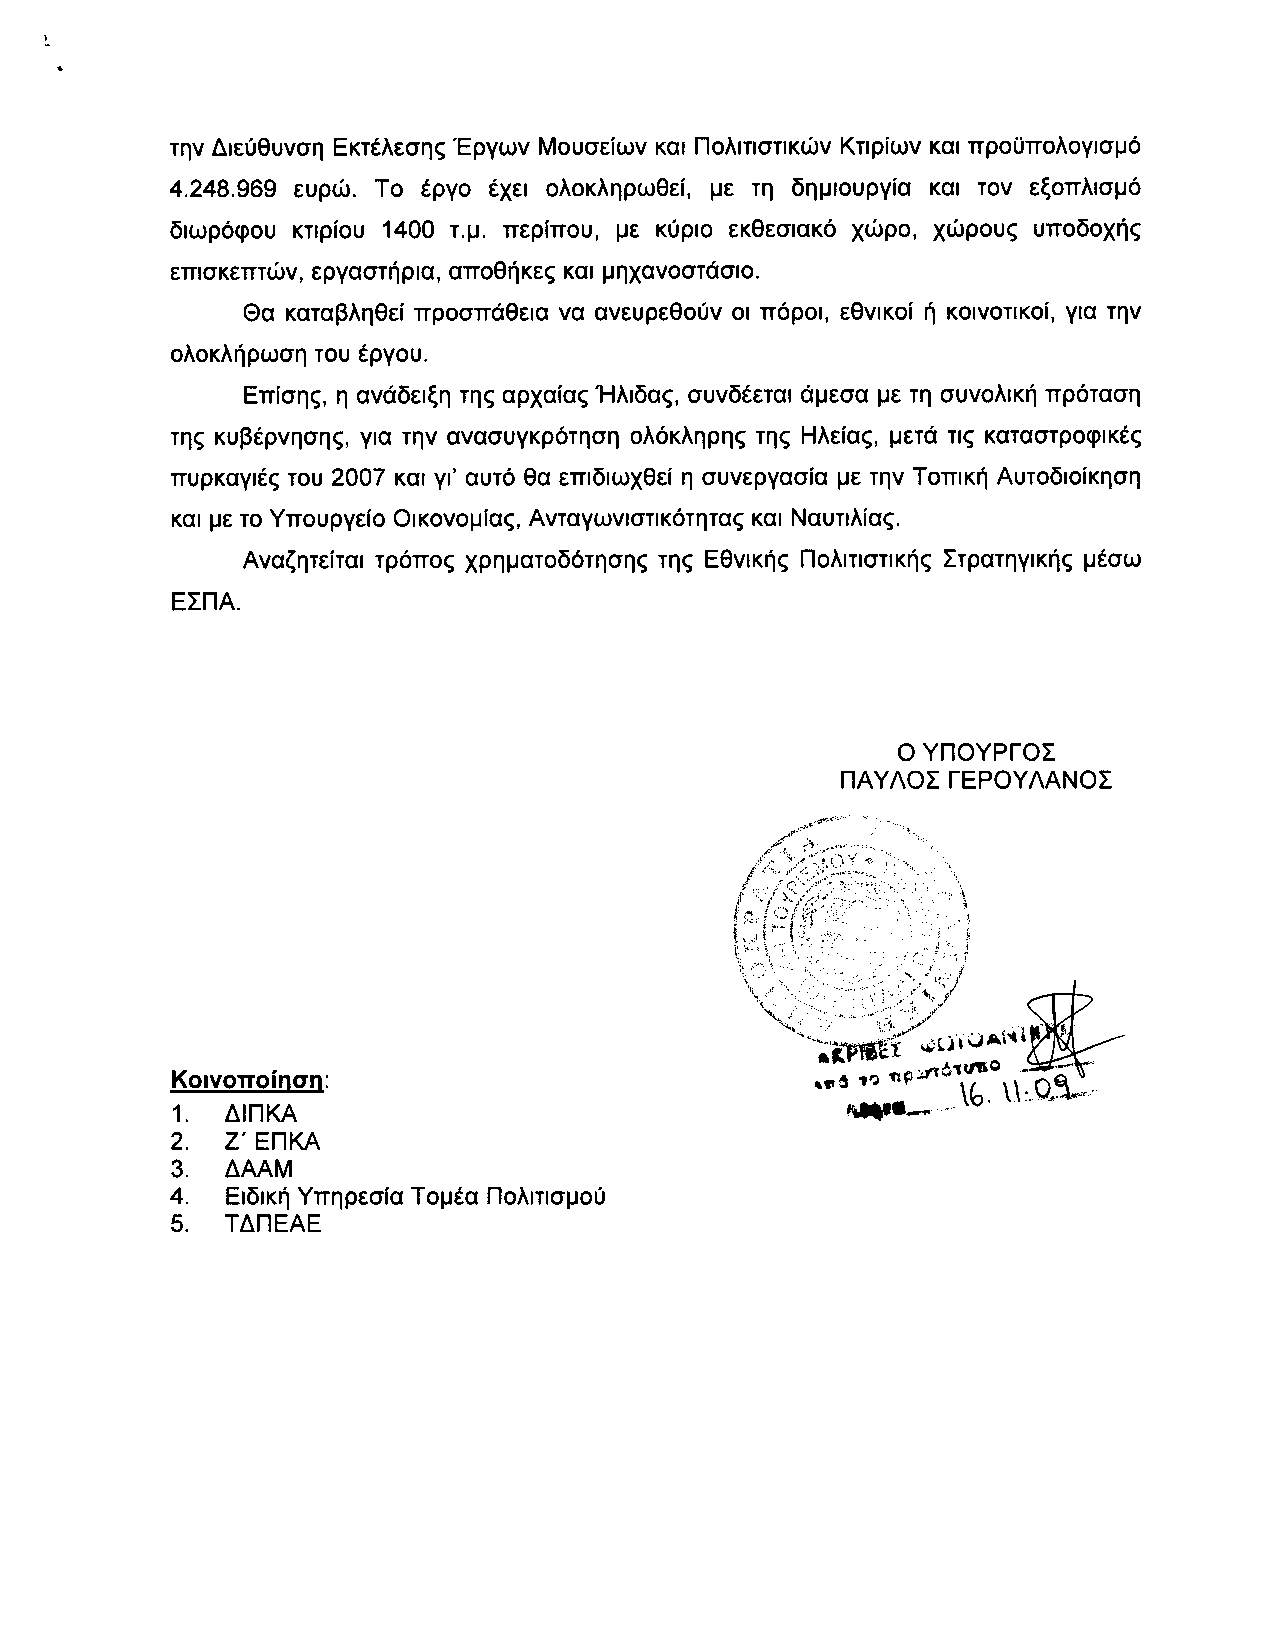 την Διεύθυνση Εκτέλεσης Έργων Μουσείων και Πολιτιστικών Κτιρίων και προϋπολογισμό
4.248.969 ευρώ. Το έργο έχει ολοκληρωθεί, με τη δημιουργία και τον εξοπλισμό
διωρόφου κτιρίου 1400 τ.μ. περίπου, με κύριο εκθεσιακό χώρο, χώρους υποδοχής
επισκεπτών, εργαστήρια, αποθήκες και μηχανοστάσιο.
Θα καταβληθεί προσπάθεια να ανευρεθούν οι πόροι, εθνικοί ή κοινοτικοί, για την
ολοκλήρωση του έργου.
Επίσης, η ανάδειξη της αρχαίας Ήλιδας, συνδέεται άμεσα με τη συνολική πρόταση
της κυβέρνησης, για την ανασυγκρότηση ολόκληρης της Ηλείας, μετά τις καταστροφικές
πυρκαγιές του 2007 και γι’ αυτό θα επιδιωχθεί η συνεργασία με την Τοπική Αυτοδιοίκηση
και με το Υπουργείο Οικονομίας, Ανταγωνιστικότητας και Ναυτιλίας.
Αναζητείται τρόπος χρηματοδότησης της Εθνικής Πολιτιστικής Στρατηγικής μέσω
ΕΣΠΑ.
Ο ΥΠΟΥΡΓΟΣ
ΠΑΥΛΟΣ ΓΕΡΟΥΛΑΝΟΣ
ΑΚΡΙΒΕΣ
από το πρωτότυπο
16. 11. 09
Κοινοποίηση:
1. ΔΙΠΚΑ
2. Ζ΄ ΕΠΚΑ
3. ΔΑΑΜ
4. Ειδική Υπηρεσία Τομέα Πολιτισμού
5. ΤΔΠΕΑΕ